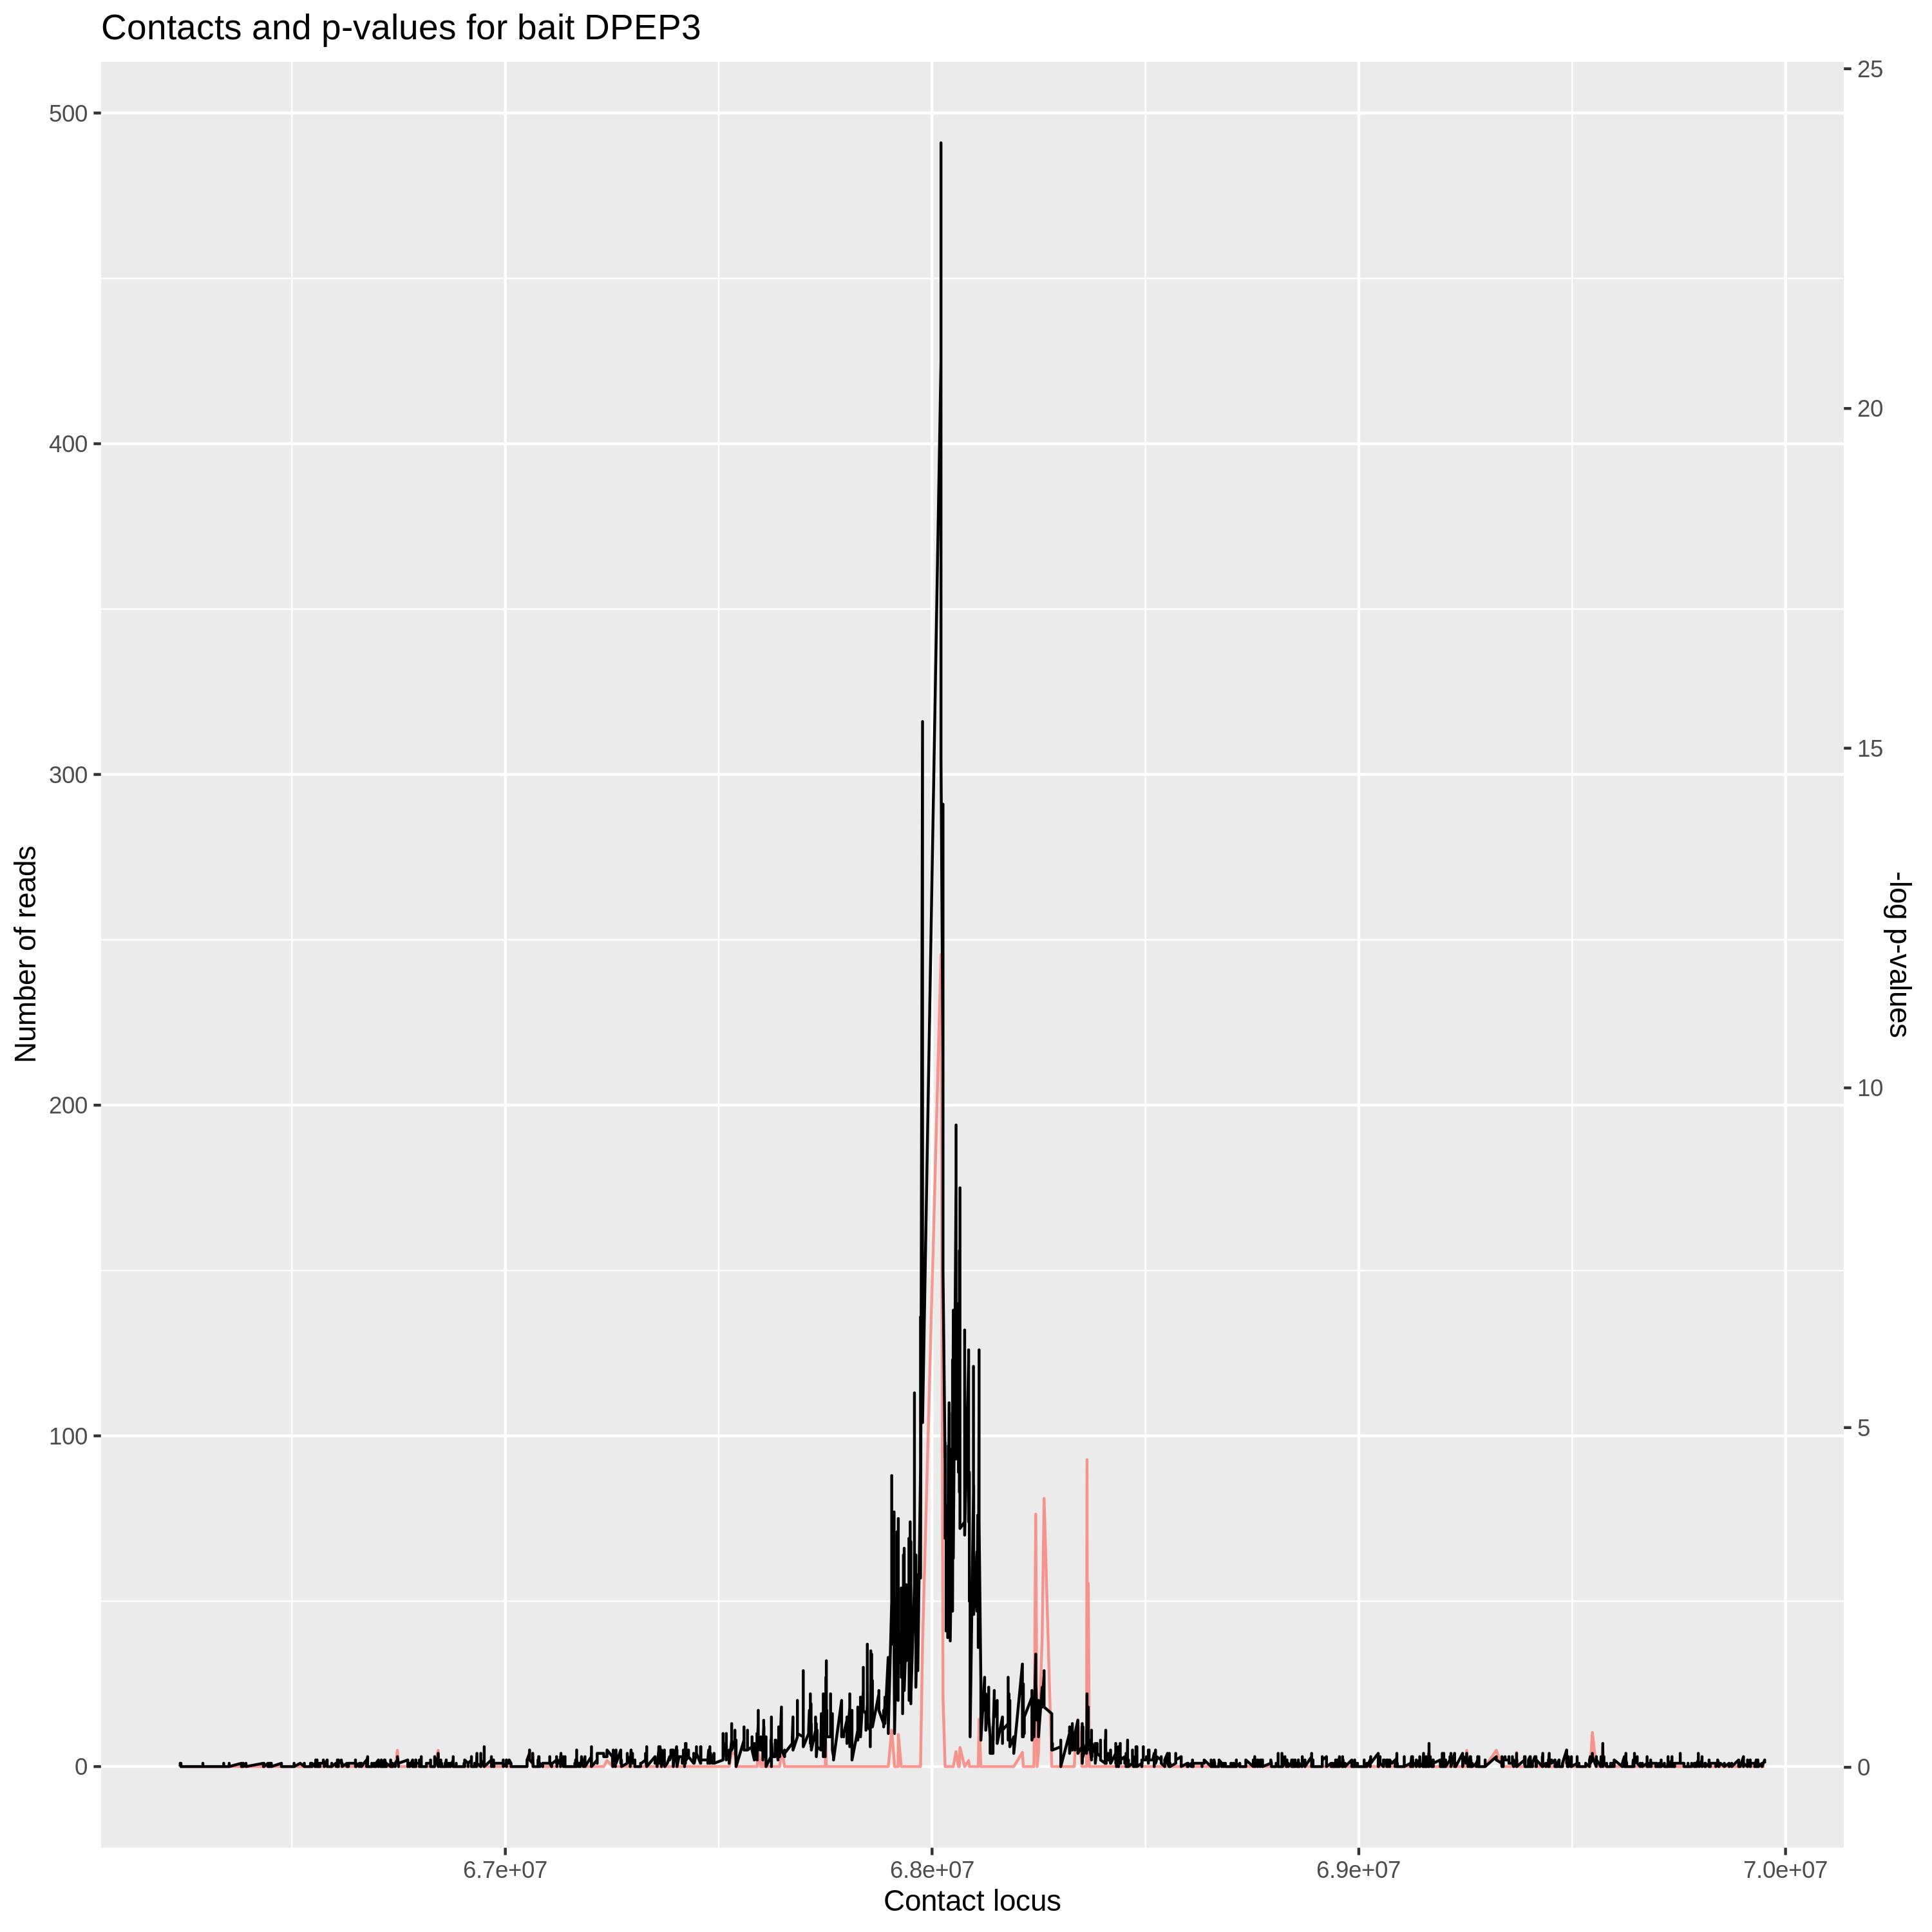 Contacts and p-values for bait DPEP3
500
400
300
200
100
0
Number of reads
25
20
15
10
5
0
-log p-values
6.7e+07
6.8e+07
6.9e+07
7.0e+07
Contact locus